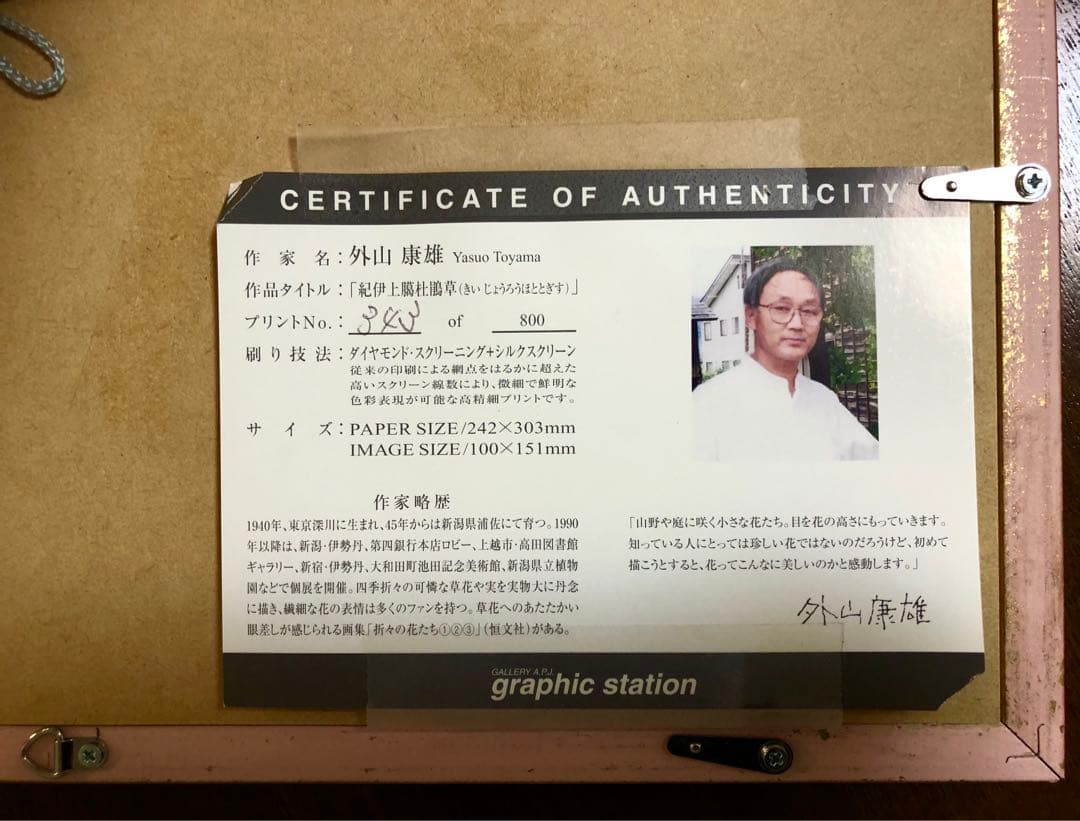 CERTIFICATE OF AUTHENTICITY
作家名：外山 康雄 Yasuo Toyama
作品タイトル：「紀伊上臈杜鵑草（きい じょうろうほととぎす）」
プリントNo.：343 of 800
刷り技法：ダイヤモンド・スクリーニング+シルクスクリーン
従来の印刷による網点をはるかに超えた
高いスクリーン線数により、微細で鮮明な
色彩表現が可能な高精細プリントです。
サイズ：PAPER SIZE/242×303mm
IMAGE SIZE/100×151mm
作家略歴
1940年、東京深川に生まれ、45年からは新潟県浦佐にて育つ。1990
年以降は、新潟・伊勢丹、第四銀行本店ロビー、上越市・高田図書館
ギャラリー、新宿・伊勢丹、大和田町池田記念美術館、新潟県立植物
園などで個展を開催。四季折々の可憐な草花や実を実物大に丹念
に描き、繊細な花の表情は多くのファンを持つ。草花へのあたたかい
眼差しが感じられる画集「折々の花たち①②③」（恒文社）がある。
「山野や庭に咲く小さな花たち。目を花の高さにもっていきます。
知っている人にとっては珍しい花ではないのだろうけど、初めて
描こうとすると、花ってこんなに美しいのかと感動します。」
外山康雄
GALLERY A.P.J.
graphic station